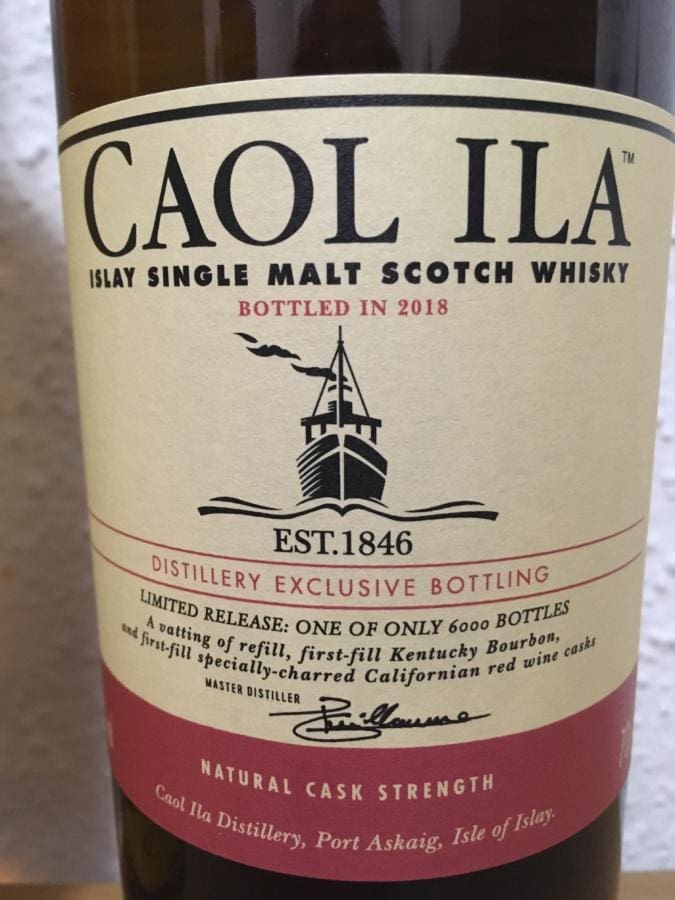 CAOL ILA™
ISLAY SINGLE MALT SCOTCH WHISKY
BOTTLED IN 2018
EST.1846
DISTILLERY EXCLUSIVE BOTTLING
LIMITED RELEASE: ONE OF ONLY 6000 BOTTLES
A vatting of refill, first-fill Kentucky Bourbon,
and first-fill specially-charred Californian red wine casks
MASTER DISTILLER
NATURAL CASK STRENGTH
Caol Ila Distillery, Port Askaig, Isle of Islay.